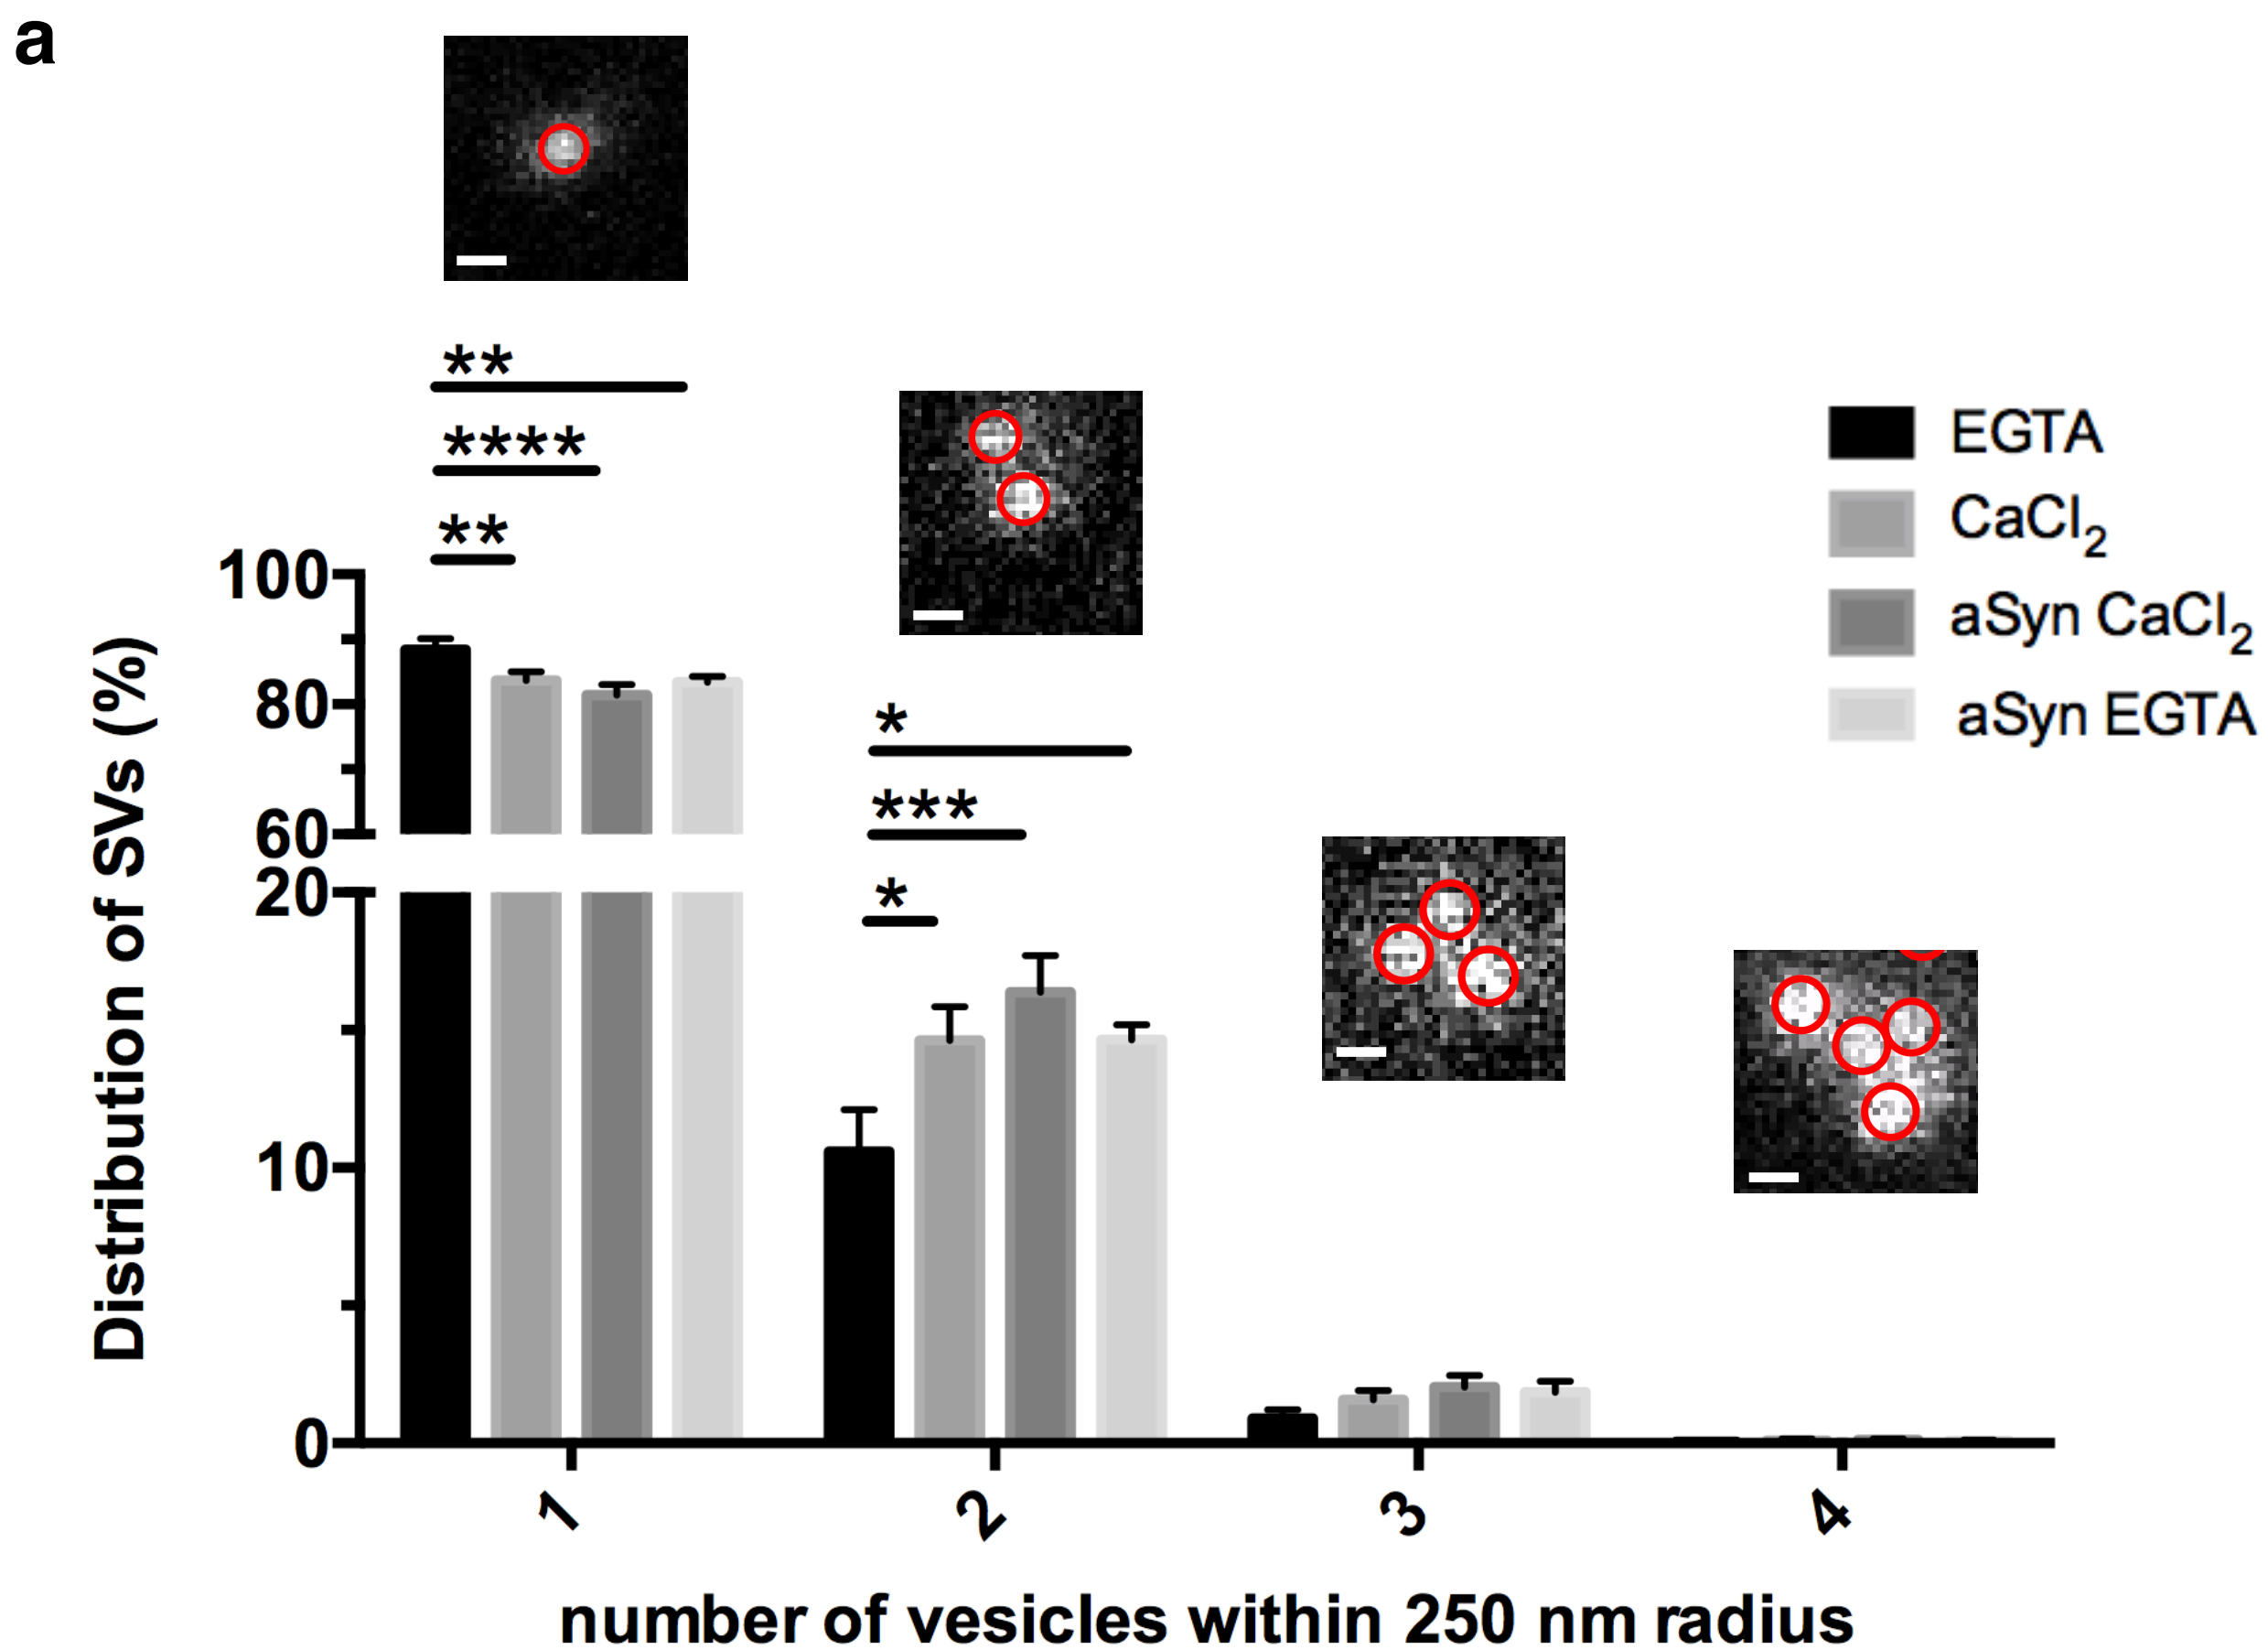 a
**
****
**
*
***
*
*
EGTA
CaCl₂
aSyn CaCl₂
aSyn EGTA
Distribution of SVs (%)
100
80
60
20
10
0
1
2
3
4
number of vesicles within 250 nm radius